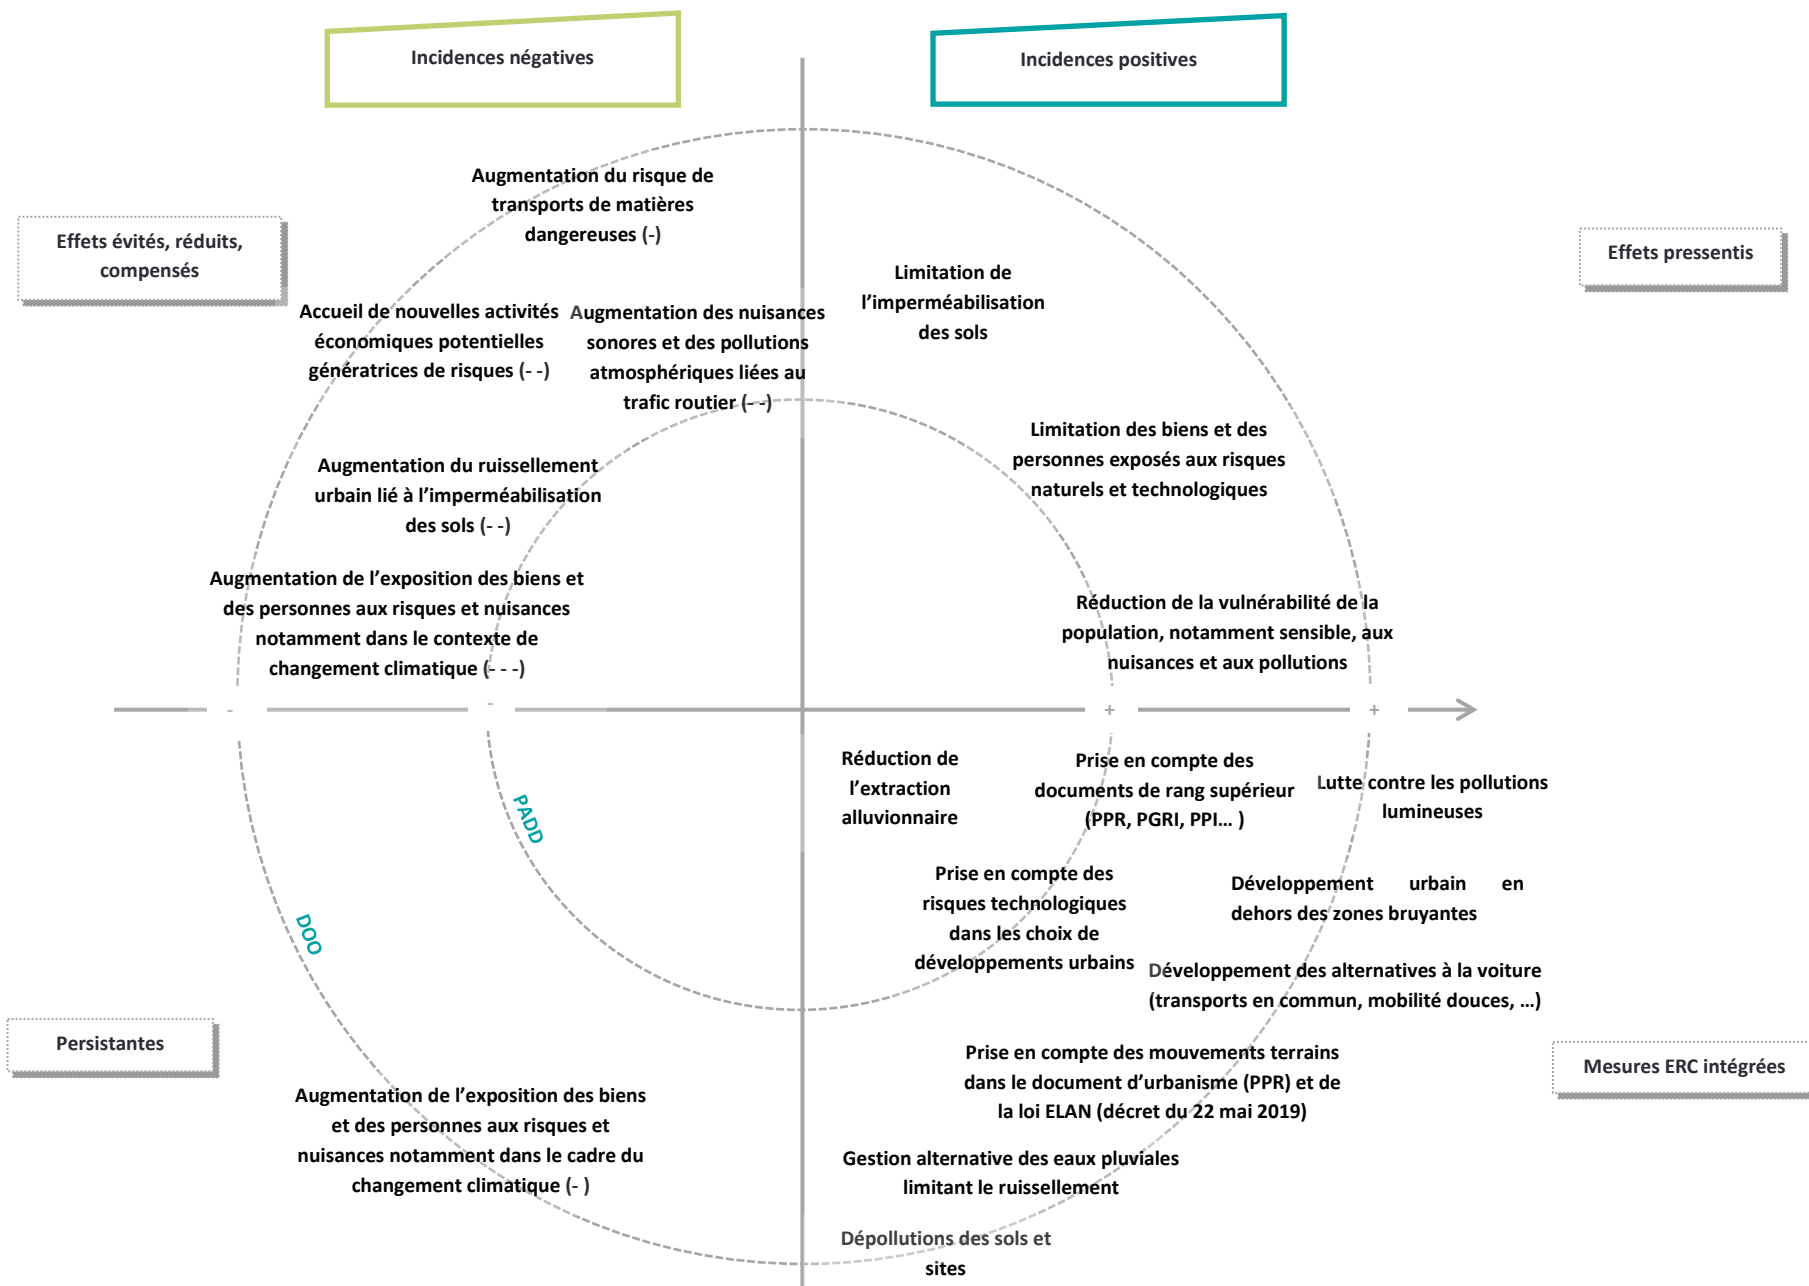 Incidences négatives
Incidences positives
Effets évités, réduits,
compensés
Effets pressentis
Augmentation du risque de
transports de matières
dangereuses (-)
Accueil de nouvelles activités
économiques potentielles
génératrices de risques (- -)
Augmentation des nuisances
sonores et des pollutions
atmosphériques liées au
trafic routier (- -)
Augmentation du ruissellement
urbain lié à l’imperméabilisation
des sols (- -)
Augmentation de l’exposition des biens et
des personnes aux risques et nuisances
notamment dans le contexte de
changement climatique (- - -)
Limitation de
l’imperméabilisation
des sols
Limitation des biens et des
personnes exposés aux risques
naturels et technologiques
Réduction de la vulnérabilité de la
population, notamment sensible, aux
nuisances et aux pollutions
-
-
+
+
PADD
DOO
Réduction de
l’extraction
alluvionnaire
Prise en compte des
documents de rang supérieur
(PPR, PGRI, PPI… )
Lutte contre les pollutions
lumineuses
Prise en compte des
risques technologiques
dans les choix de
développements urbains
Développement urbain en
dehors des zones bruyantes
Développement des alternatives à la voiture
(transports en commun, mobilité douces, …)
Persistantes
Mesures ERC intégrées
Augmentation de l’exposition des biens
et des personnes aux risques et
nuisances notamment dans le cadre du
changement climatique (- )
Prise en compte des mouvements terrains
dans le document d’urbanisme (PPR) et de
la loi ELAN (décret du 22 mai 2019)
Gestion alternative des eaux pluviales
limitant le ruissellement
Dépollutions des sols et
sites